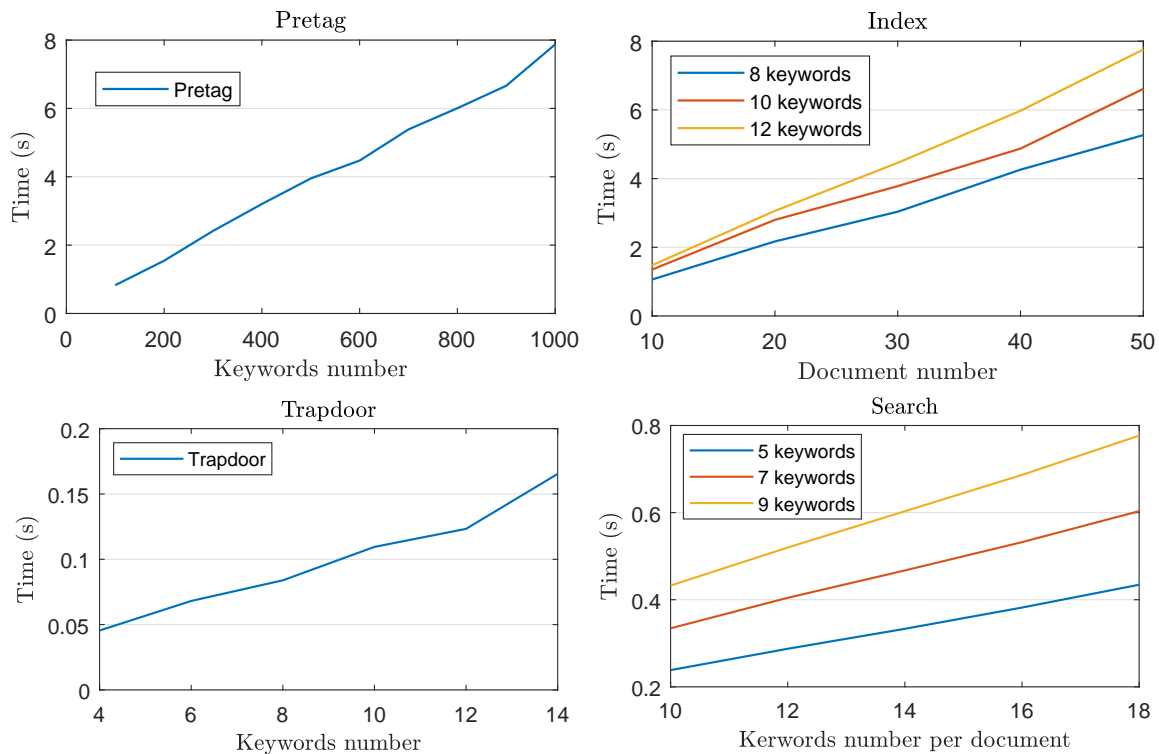 Pretag
8
6
4
2
0
Time (s)
Pretag
0
200
400
600
800
1000
Keywords number
Index
8
6
4
2
0
Time (s)
8 keywords
10 keywords
12 keywords
10
20
30
40
50
Document number
Trapdoor
0.2
0.15
0.1
0.05
0
Time (s)
Trapdoor
4
6
8
10
12
14
Keywords number
Search
0.8
0.6
0.4
0.2
Time (s)
5 keywords
7 keywords
9 keywords
10
12
14
16
18
Kerwords number per document